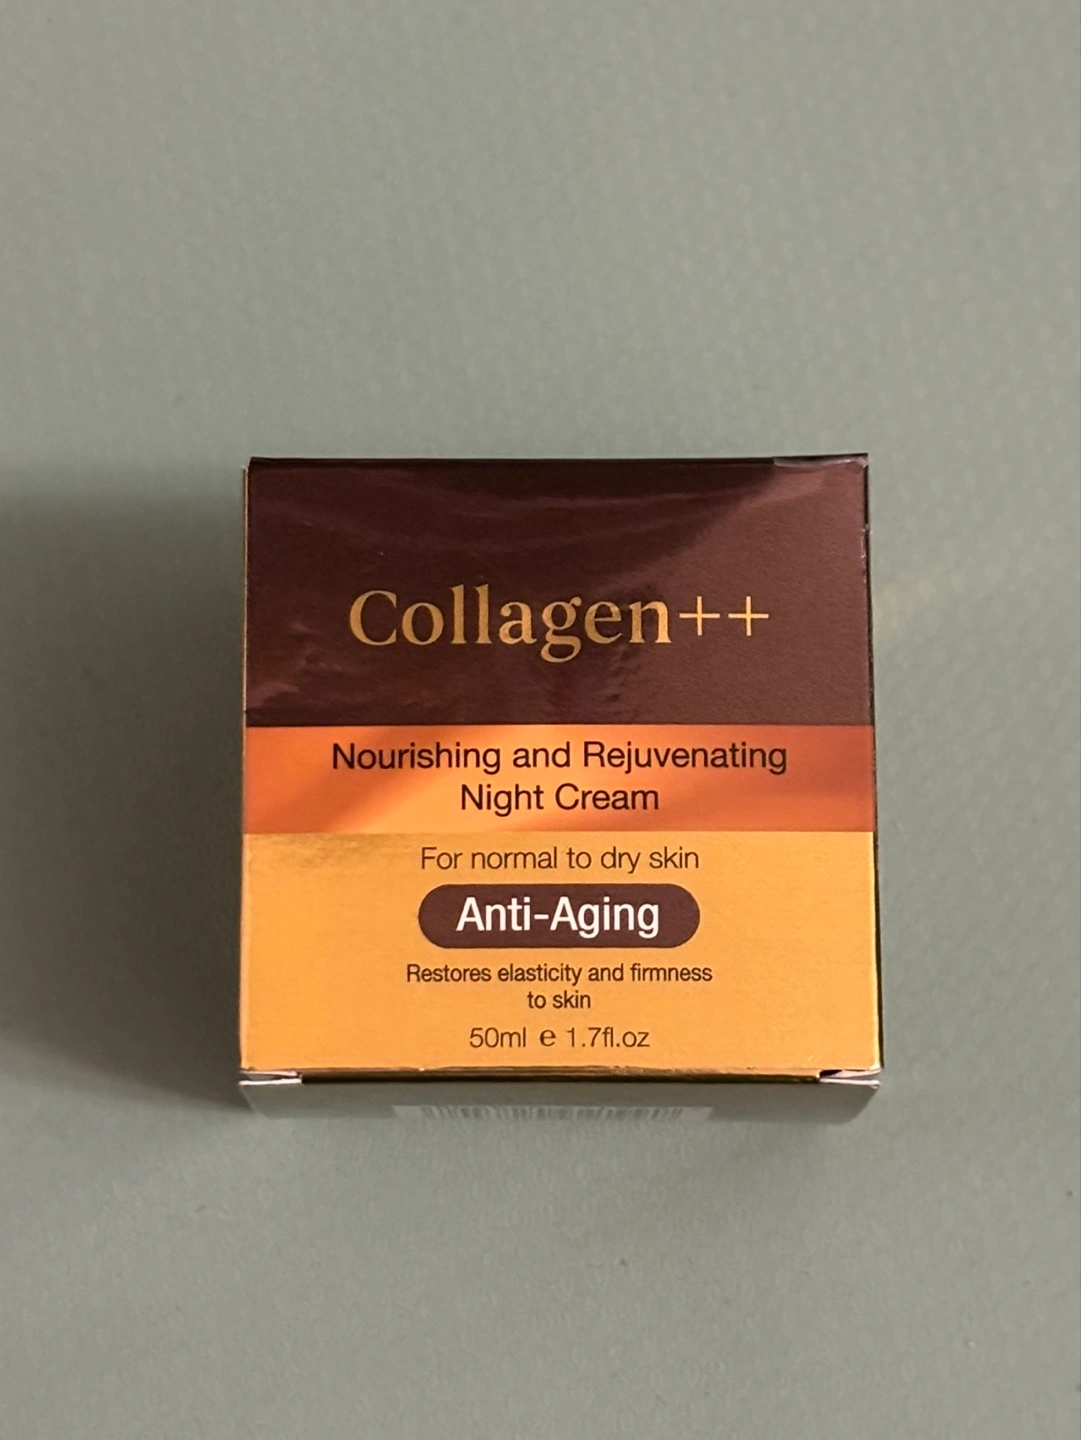 Collagen++
Nourishing and Rejuvenating
Night Cream
For normal to dry skin
Anti-Aging
Restores elasticity and firmness
to skin
50ml ℮ 1.7fl.oz